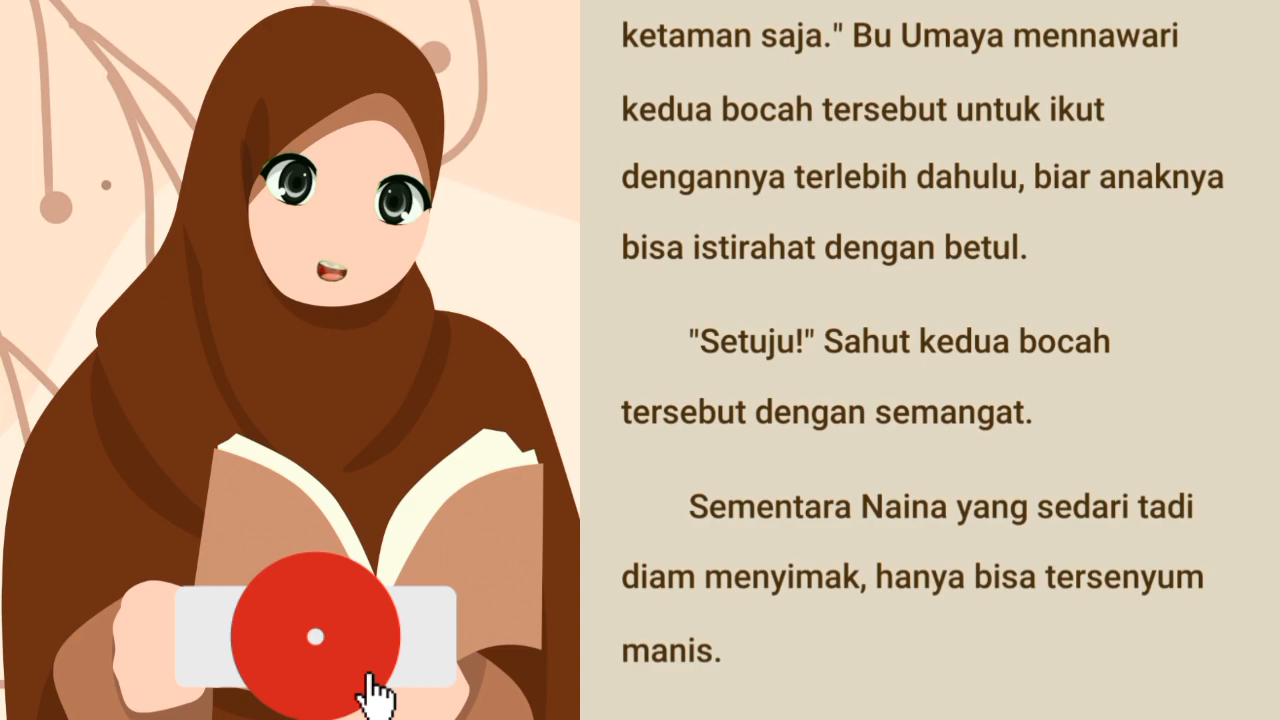 ketaman saja." Bu Umaya mennawari
kedua bocah tersebut untuk ikut
dengannya terlebih dahulu, biar anaknya
bisa istirahat dengan betul.
"Setuju!" Sahut kedua bocah
tersebut dengan semangat.
Sementara Naina yang sedari tadi
diam menyimak, hanya bisa tersenyum
manis.